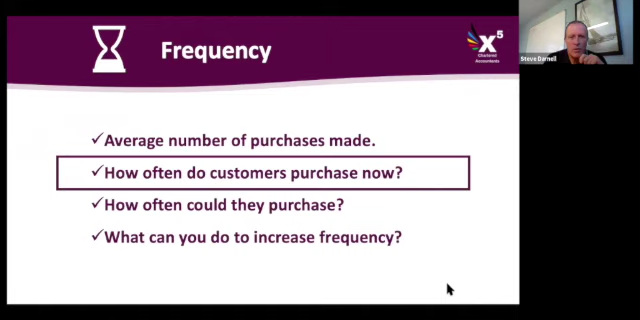 Frequency
x5
Chartered
Accountants
Steve Darnell
✓Average number of purchases made.
✓How often do customers purchase now?
✓How often could they purchase?
✓What can you do to increase frequency?